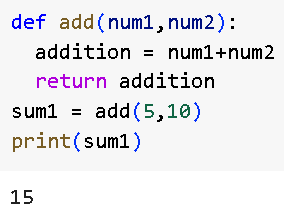 def add(num1,num2):
  addition = num1+num2
  return addition
sum1 = add(5,10)
print(sum1)
15